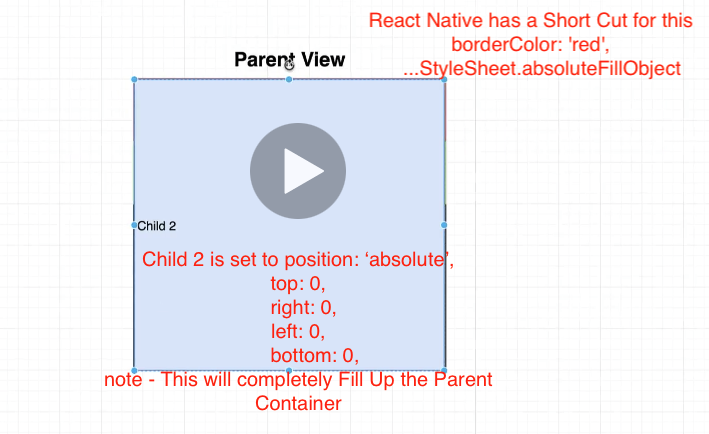 React Native has a Short Cut for this
borderColor: 'red',
...StyleSheet.absoluteFillObject
Parent View
Child 2
Child 2 is set to position: ‘absolute’,
top: 0,
right: 0,
left: 0,
bottom: 0,
note - This will completely Fill Up the Parent
Container